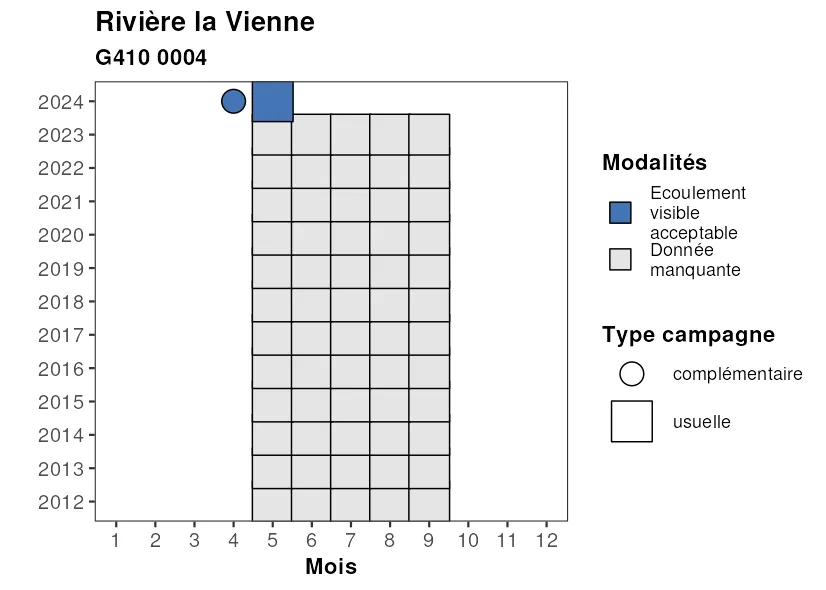 Rivière la Vienne
G410 0004
2024
2023
2022
2021
2020
2019
2018
2017
2016
2015
2014
2013
2012
1 2 3 4 5 6 7 8 9 10 11 12
Mois
Modalités
Ecoulement
visible
acceptable
Donnée
manquante
Type campagne
complémentaire
usuelle